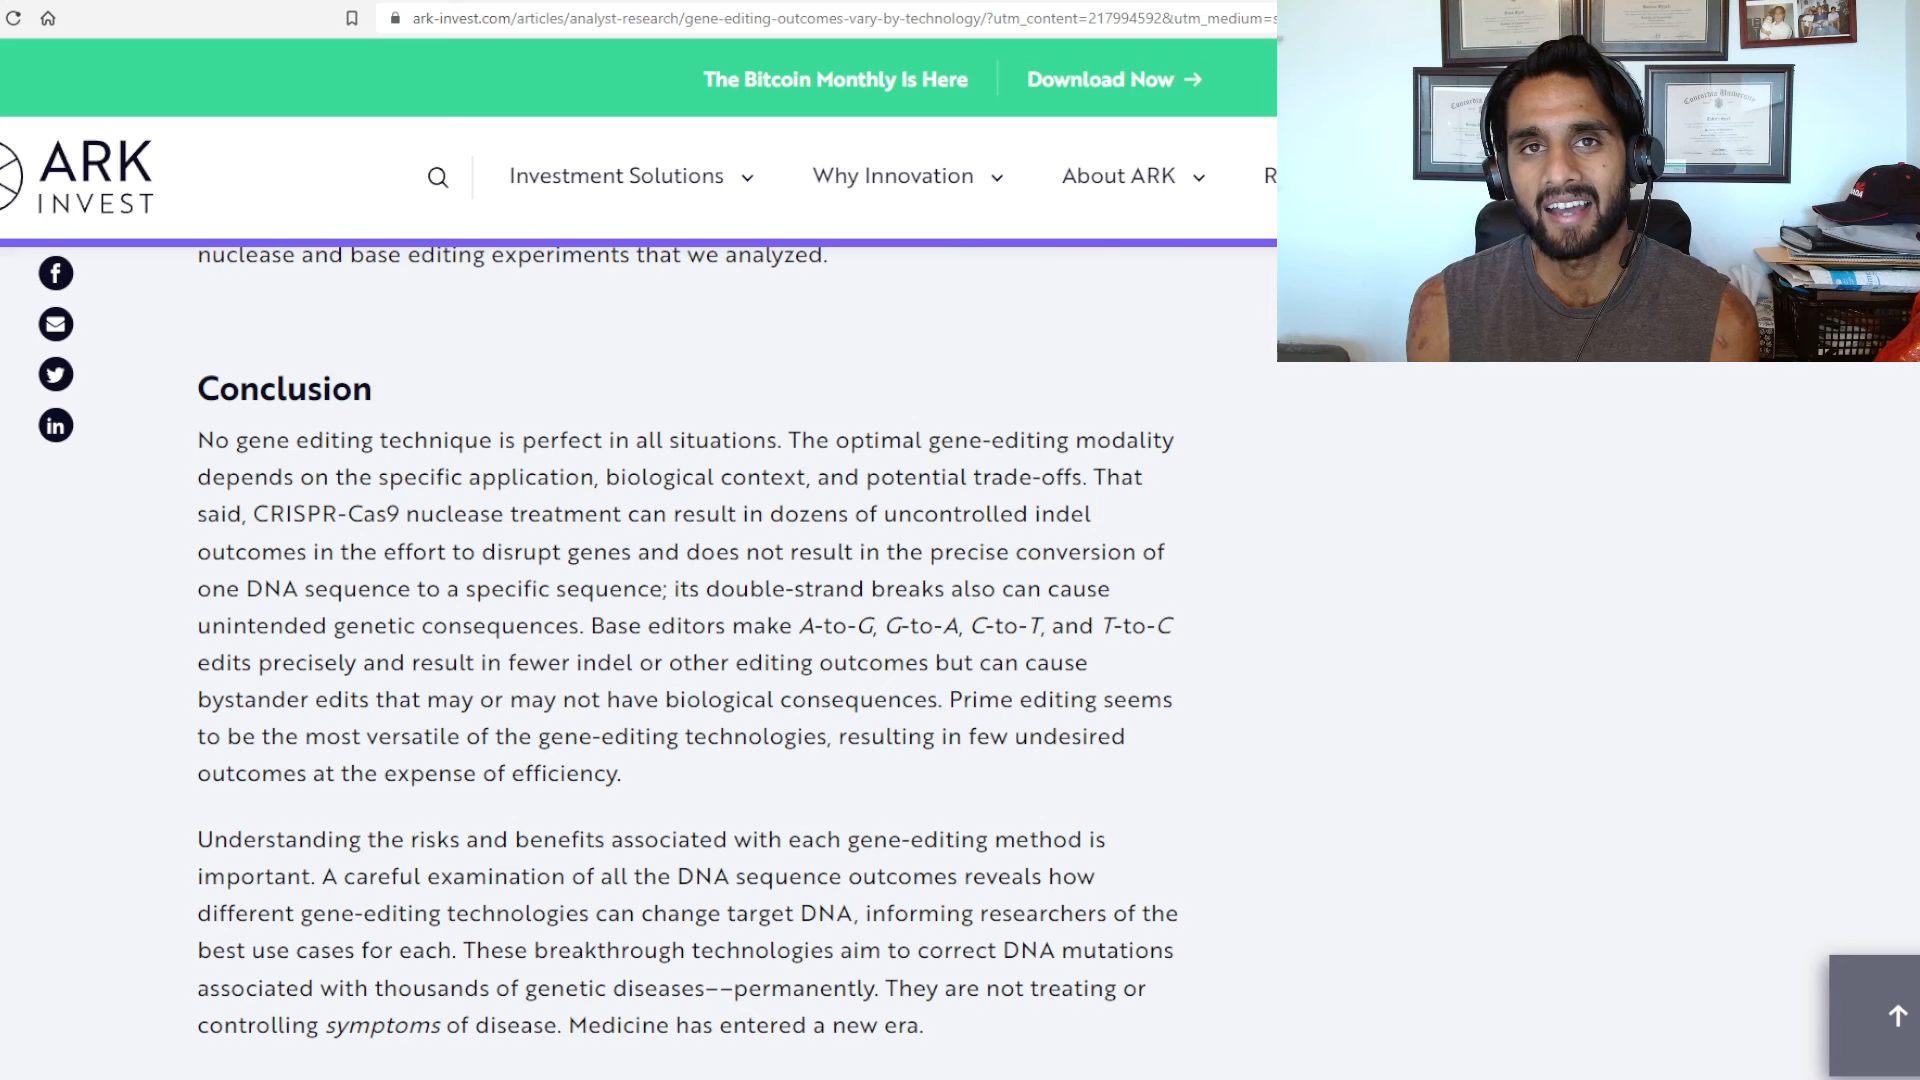 ark-invest.com/articles/analyst-research/gene-editing-outcomes-vary-by-technology/?utm_content=217994592&utm_medium=s
The Bitcoin Monthly Is Here
Download Now →
ARK
INVEST
Investment Solutions
Why Innovation
About ARK
R
nuclease and base editing experiments that we analyzed.
Conclusion
No gene editing technique is perfect in all situations. The optimal gene-editing modality
depends on the specific application, biological context, and potential trade-offs. That
said, CRISPR-Cas9 nuclease treatment can result in dozens of uncontrolled indel
outcomes in the effort to disrupt genes and does not result in the precise conversion of
one DNA sequence to a specific sequence; its double-strand breaks also can cause
unintended genetic consequences. Base editors make A-to-G, G-to-A, C-to-T, and T-to-C
edits precisely and result in fewer indel or other editing outcomes but can cause
bystander edits that may or may not have biological consequences. Prime editing seems
to be the most versatile of the gene-editing technologies, resulting in few undesired
outcomes at the expense of efficiency.
Understanding the risks and benefits associated with each gene-editing method is
important. A careful examination of all the DNA sequence outcomes reveals how
different gene-editing technologies can change target DNA, informing researchers of the
best use cases for each. These breakthrough technologies aim to correct DNA mutations
associated with thousands of genetic diseases––permanently. They are not treating or
controlling symptoms of disease. Medicine has entered a new era.
Concordia University